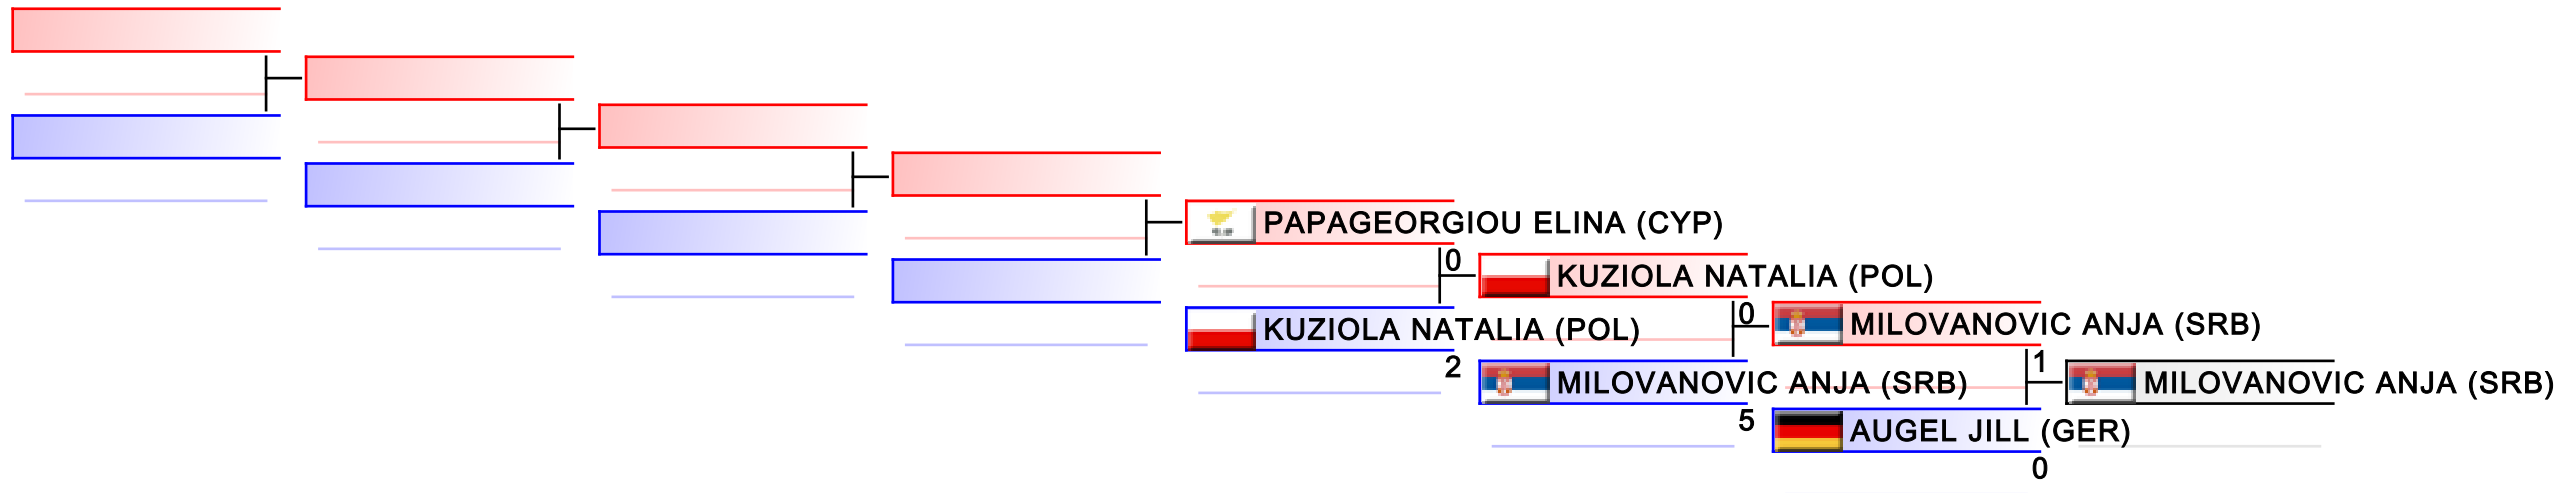 PAPAGEORGIOU ELINA (CYP)
0
KUZIOLA NATALIA (POL)
KUZIOLA NATALIA (POL)
2
0
MILOVANOVIC ANJA (SRB)
MILOVANOVIC ANJA (SRB)
5
1
MILOVANOVIC ANJA (SRB)
AUGEL JILL (GER)
0